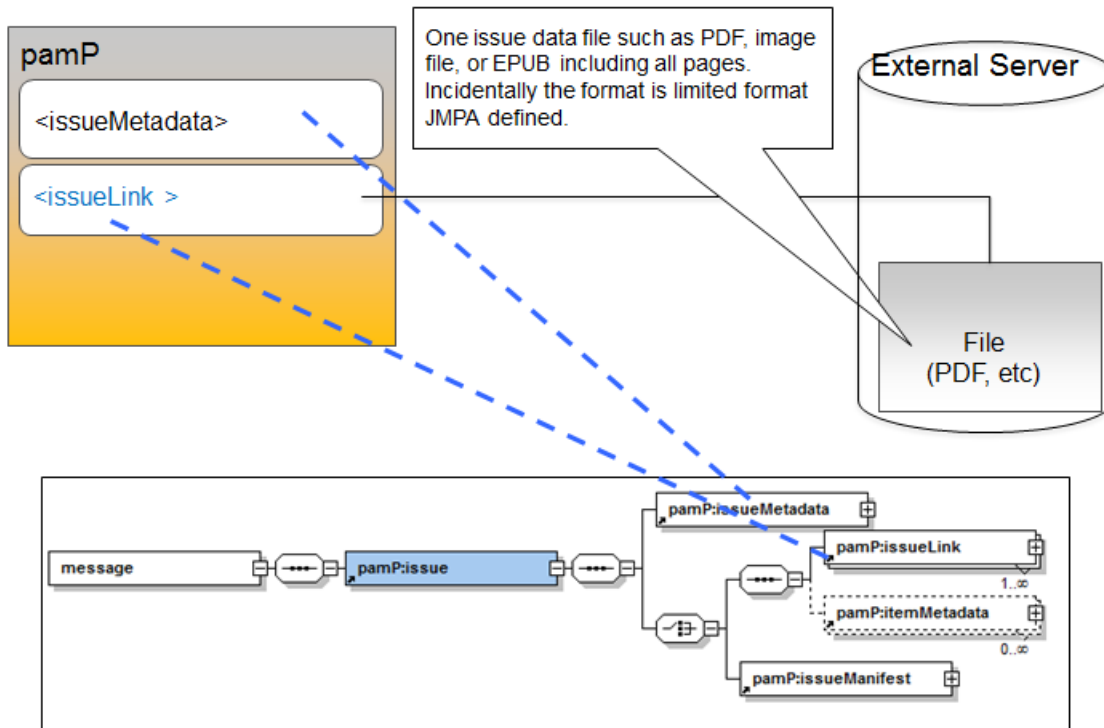 pamP
<issueMetadata>
<issueLink >
One issue data file such as PDF, image
file, or EPUB including all pages.
Incidentally the format is limited format
JMPA defined.
External Server
File
(PDF, etc)
message
pamP:issue
pamP:issueMetadata
pamP:issueLink
1..∞
pamP:itemMetadata
0..∞
pamP:issueManifest